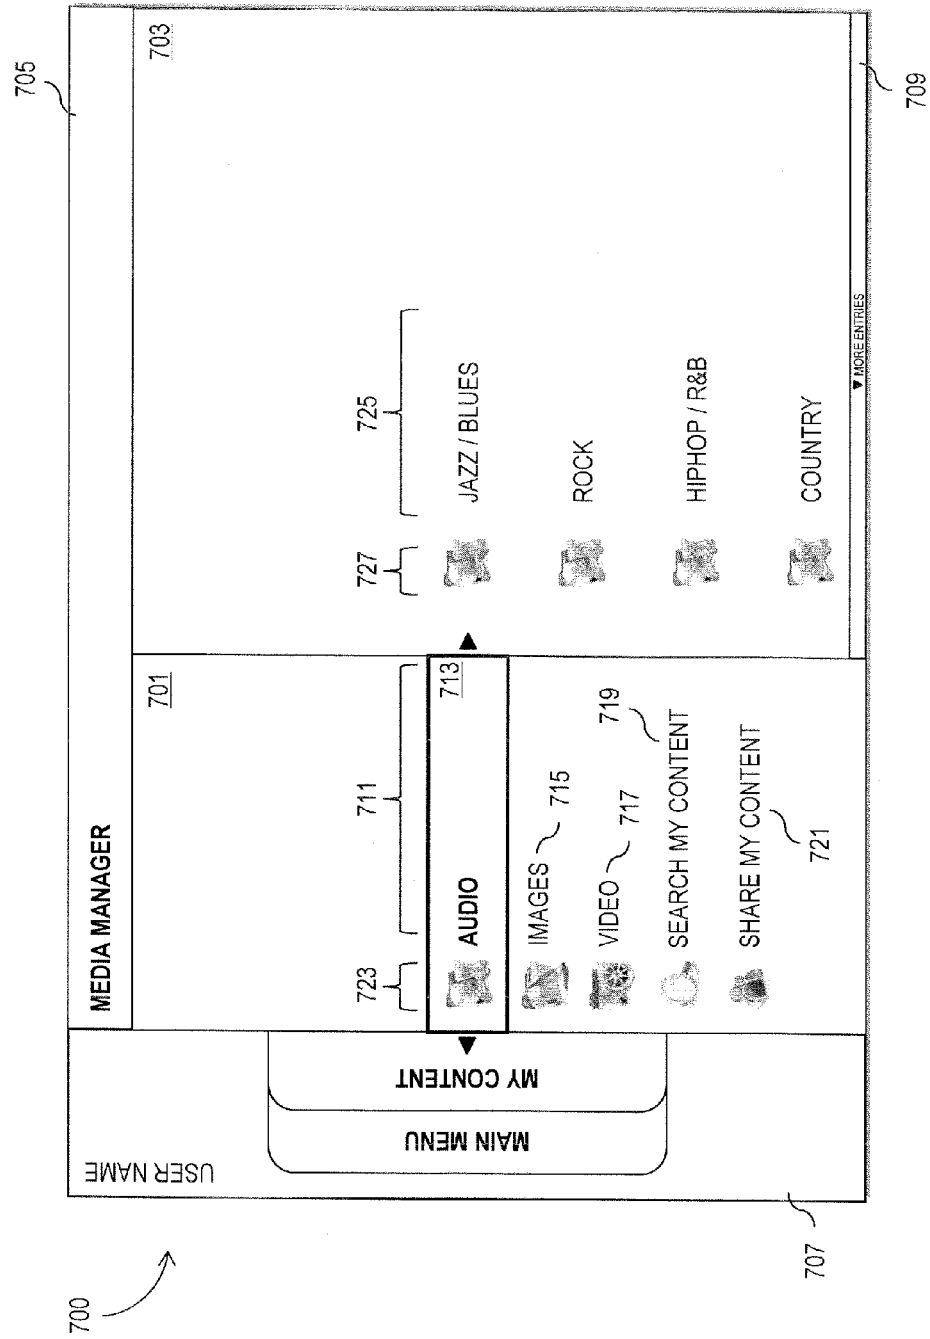 700
705
USER NAME
MEDIA MANAGER
MAIN MENU
MY CONTENT
701
703
723
711
727
725
AUDIO
713
JAZZ / BLUES
IMAGES
715
ROCK
VIDEO
717
SEARCH MY CONTENT
719
HIPHOP / R&B
SHARE MY CONTENT
721
COUNTRY
▼ MORE ENTRIES
707
709